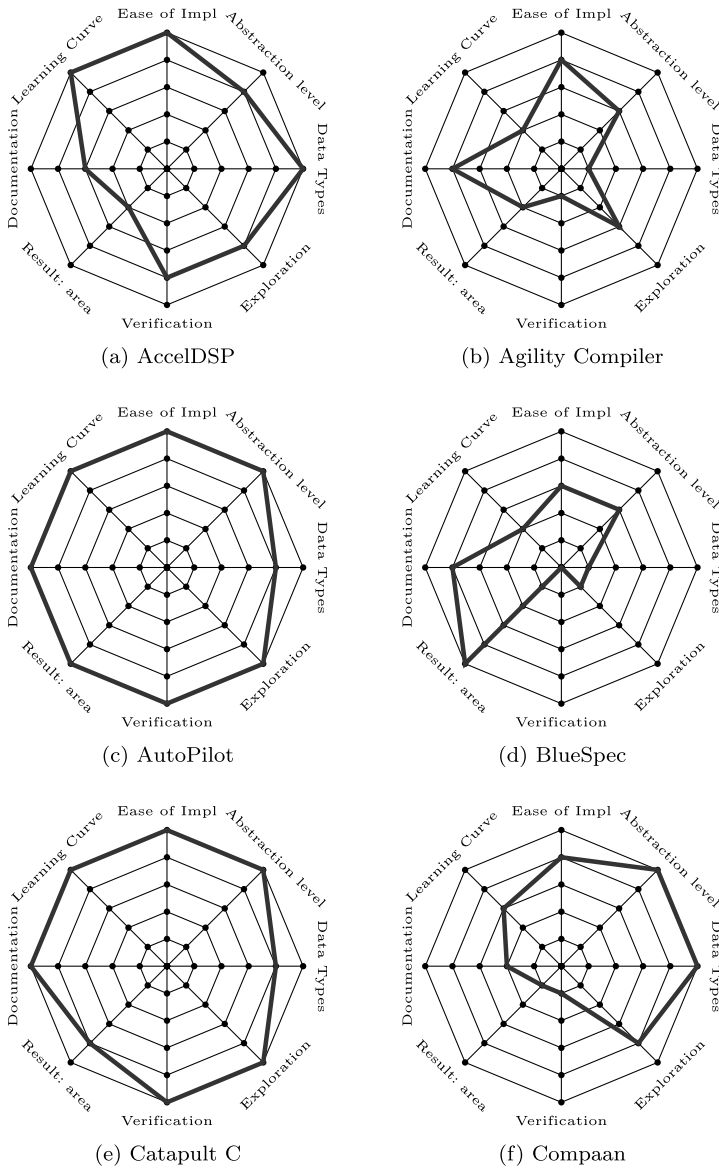 Ease of Impl
Abstraction level
Data Types
Exploration
Verification
Result: area
Documentation
Learning Curve
(a) AccelDSP
Ease of Impl
Abstraction level
Data Types
Exploration
Verification
Result: area
Documentation
Learning Curve
(b) Agility Compiler
Ease of Impl
Abstraction level
Data Types
Exploration
Verification
Result: area
Documentation
Learning Curve
(c) AutoPilot
Ease of Impl
Abstraction level
Data Types
Exploration
Verification
Result: area
Documentation
Learning Curve
(d) BlueSpec
Ease of Impl
Abstraction level
Data Types
Exploration
Verification
Result: area
Documentation
Learning Curve
(e) Catapult C
Ease of Impl
Abstraction level
Data Types
Exploration
Verification
Result: area
Documentation
Learning Curve
(f) Compaan